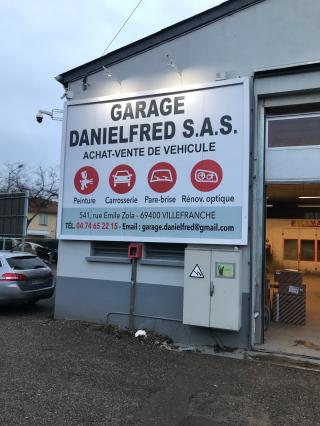 GARAGE
DANIELFRED S.A.S.
ACHAT-VENTE DE VEHICULE
Peinture Carrosserie Pare-brise Rénov. optique
541, rue Emile Zola - 69400 VILLEFRANCHE
TÉL. 04 74 65 22 15 - Email : garage.danielfred@gmail.com